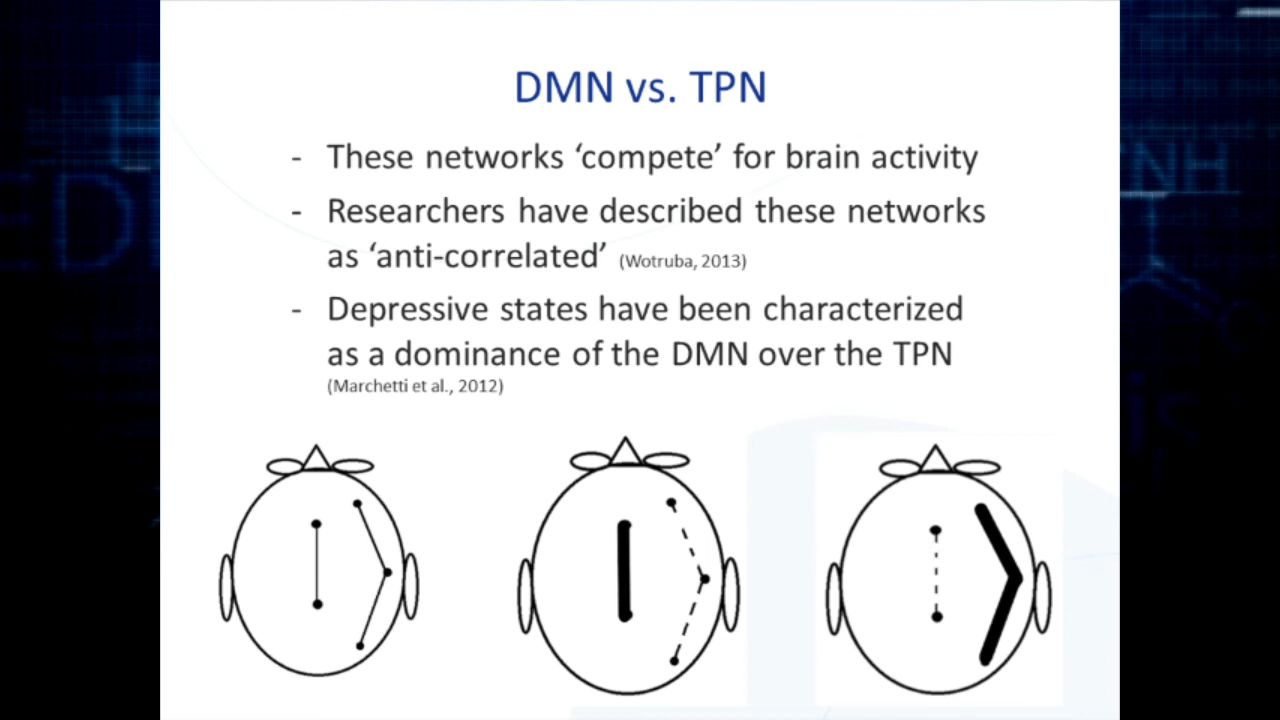 DMN vs. TPN
- These networks ‘compete’ for brain activity
- Researchers have described these networks
as ‘anti-correlated’ (Wotruba, 2013)
- Depressive states have been characterized
as a dominance of the DMN over the TPN
(Marchetti et al., 2012)